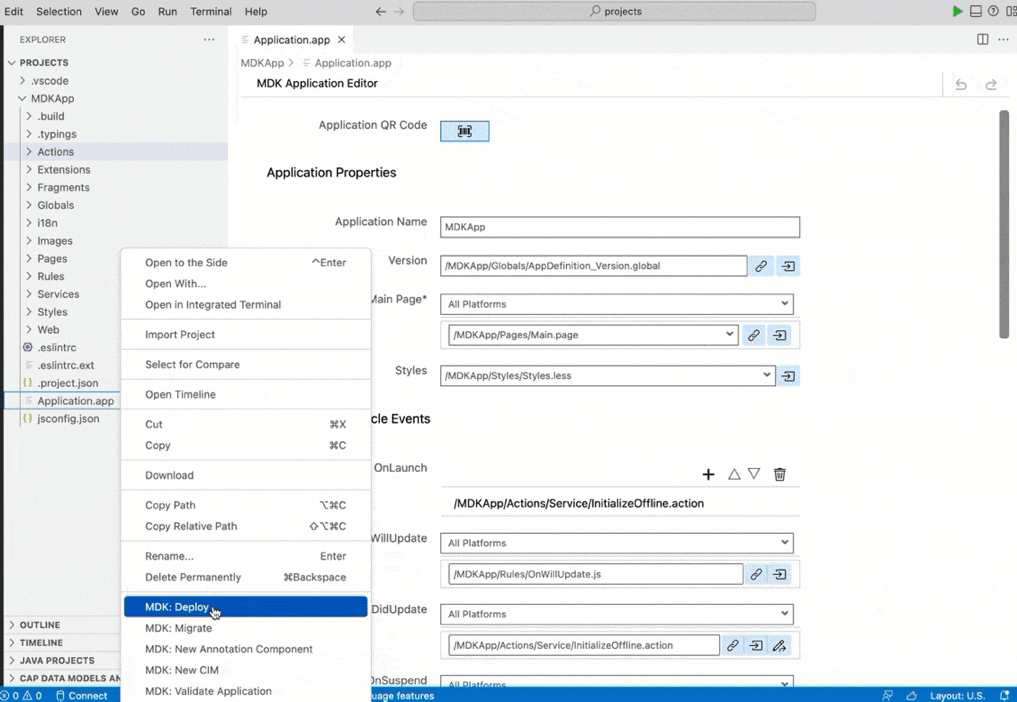 Edit Selection View Go Run Terminal Help
projects
EXPLORER
Application.app
PROJECTS
MDKApp > Application.app
.vscode
MDK Application Editor
MDKApp
.build
.typings
Actions
Extensions
Fragments
Globals
i18n
Images
Pages
Rules
Services
Styles
Web
.eslintrc
.eslintrc.ext
.project.json
Application.app
jsconfig.json
Application QR Code
Application Properties
Application Name MDKApp
Version /MDKApp/Globals/AppDefinition_Version.global
Main Page* All Platforms
/MDKApp/Pages/Main.page
Styles /MDKApp/Styles/Styles.less
cle Events
OnLaunch
/MDKApp/Actions/Service/InitializeOffline.action
WillUpdate All Platforms
/MDKApp/Rules/OnWillUpdate.js
DidUpdate All Platforms
/MDKApp/Actions/Service/InitializeOffline.action
OnSuspend All Platforms
Open to the Side ^Enter
Open With...
Open in Integrated Terminal
Import Project
Select for Compare
Open Timeline
Cut ⌘X
Copy ⌘C
Download
Copy Path ⌥⌘C
Copy Relative Path ⇧⌥⌘C
Rename... Enter
Delete Permanently ⌘Backspace
MDK: Deploy
MDK: Migrate
MDK: New Annotation Component
MDK: New CIM
MDK: Validate Application
OUTLINE
TIMELINE
JAVA PROJECTS
CAP DATA MODELS AN
0 0 Connect
uage features
Layout: U.S.